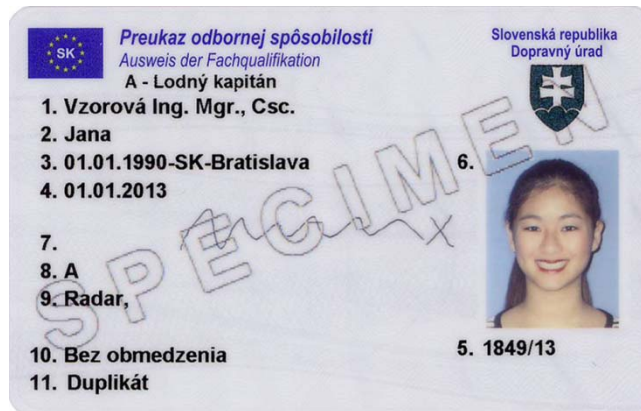 SK
Preukaz odbornej spôsobilosti
Ausweis der Fachqualifikation
A - Lodný kapitán
Slovenská republika
Dopravný úrad
1. Vzorová Ing. Mgr., Csc.
2. Jana
3. 01.01.1990-SK-Bratislava
4. 01.01.2013
6.
7.
8. A
9. Radar,
10. Bez obmedzenia
11. Duplikát
5. 1849/13
SPECIMEN